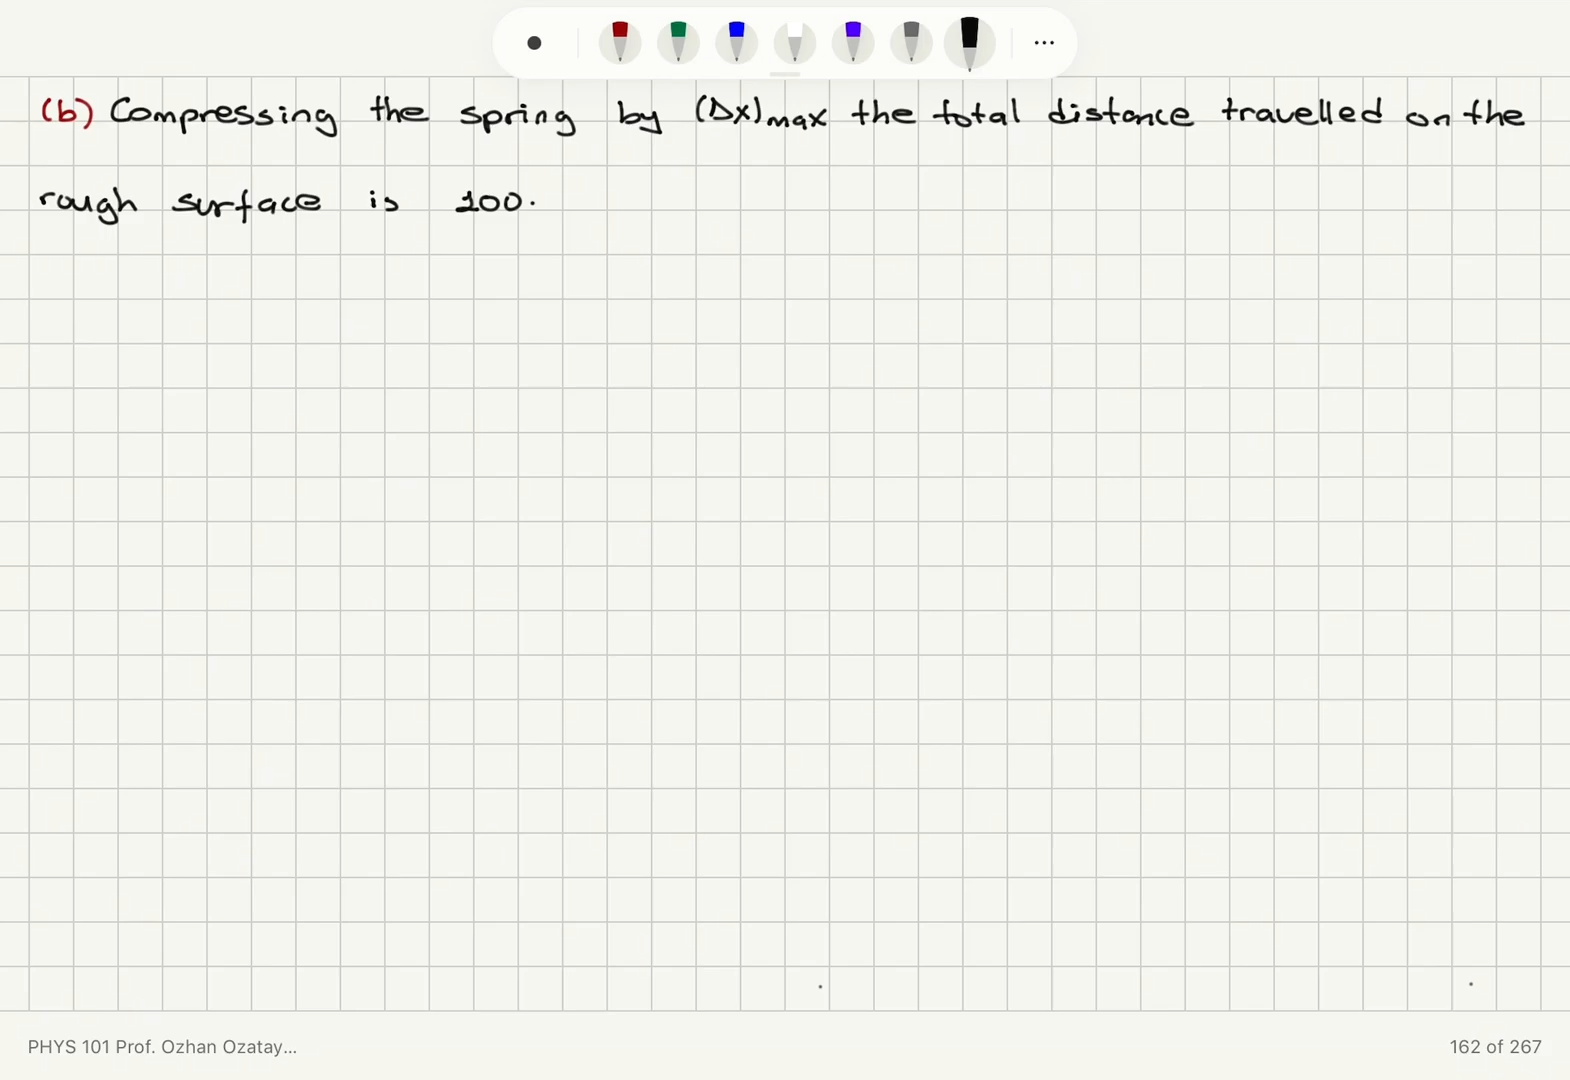 (b) Compressing the spring by (Δx)max the total distance travelled on the
rough surface is 100.
PHYS 101 Prof. Ozhan Ozatay...
162 of 267